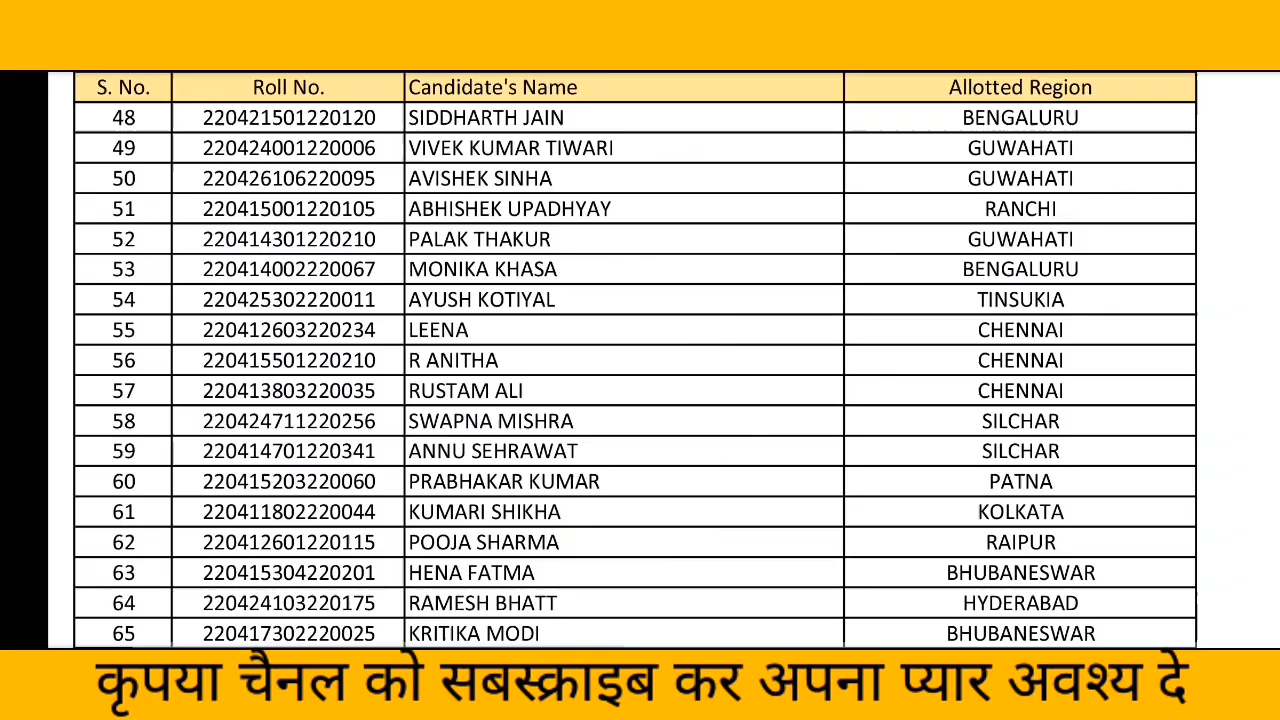 S. No. Roll No. Candidate's Name Allotted Region
48 220421501220120 SIDDHARTH JAIN BENGALURU
49 220424001220006 VIVEK KUMAR TIWARI GUWAHATI
50 220426106220095 AVISHEK SINHA GUWAHATI
51 220415001220105 ABHISHEK UPADHYAY RANCHI
52 220414301220210 PALAK THAKUR GUWAHATI
53 220414002220067 MONIKA KHASA BENGALURU
54 220425302220011 AYUSH KOTIYAL TINSUKIA
55 220412603220234 LEENA CHENNAI
56 220415501220210 R ANITHA CHENNAI
57 220413803220035 RUSTAM ALI CHENNAI
58 220424711220256 SWAPNA MISHRA SILCHAR
59 220414701220341 ANNU SEHRAWAT SILCHAR
60 220415203220060 PRABHAKAR KUMAR PATNA
61 220411802220044 KUMARI SHIKHA KOLKATA
62 220412601220115 POOJA SHARMA RAIPUR
63 220415304220201 HENA FATMA BHUBANESWAR
64 220424103220175 RAMESH BHATT HYDERABAD
65 220417302220025 KRITIKA MODI BHUBANESWAR
कृपया चैनल को सबस्क्राइब कर अपना प्यार अवश्य दे